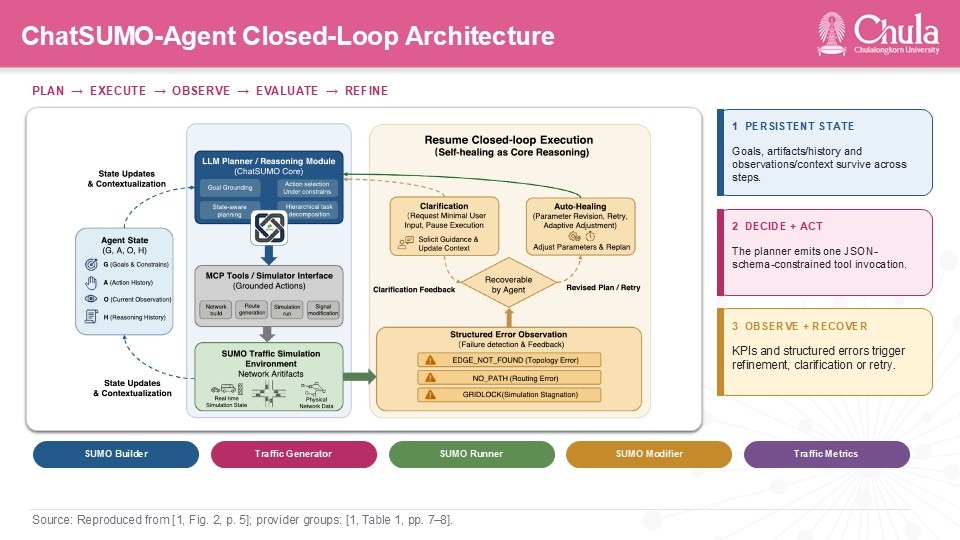 ChatSUMO-Agent Closed-Loop Architecture
Chula
Chulalongkorn University
PLAN → EXECUTE → OBSERVE → EVALUATE → REFINE
State Updates
& Contextualization
Agent State
(G, A, O, H)
G (Goals & Constrains)
A (Action History)
O (Current Observation)
H (Reasoning History)
State Updates
& Contextualization
LLM Planner / Reasoning Module
(ChatSUMO Core)
Goal Grounding
Action selection
Under constrains
State-aware
planning
Hierarchical task
decomposition
MCP Tools / Simulator Interface
(Grounded Actions)
Network
build
Route
generation
Simulation
run
Signal
modification
SUMO Traffic Simulation
Environment
Network Aritifacts
Real-time
Simulation State
Physical
Network Data
Resume Closed-loop Execution
(Self-healing as Core Reasoning)
Clarification
(Request Minimal User
Input, Pause Execution
Solicit Guidance &
Update Context
Auto-Healing
(Parameter Revision, Retry,
Adaptive Adjustment)
Adjust Parameters & Replan
Clarification Feedback
Recoverable
by Agent
Revised Plan / Retry
Structured Error Observation
(Failure detection & Feedback)
EDGE_NOT_FOUND (Topology Error)
NO_PATH (Routing Error)
GRIDLOCK(Simulation Stagnation)
1 PERSISTENT STATE
Goals, artifacts/history and
observations/context survive across
steps.
2 DECIDE + ACT
The planner emits one JSON-
schema-constrained tool invocation.
3 OBSERVE + RECOVER
KPIs and structured errors trigger
refinement, clarification or retry.
SUMO Builder
Traffic Generator
SUMO Runner
SUMO Modifier
Traffic Metrics
Source: Reproduced from [1, Fig. 2, p. 5]; provider groups: [1, Table 1, pp. 7–8].